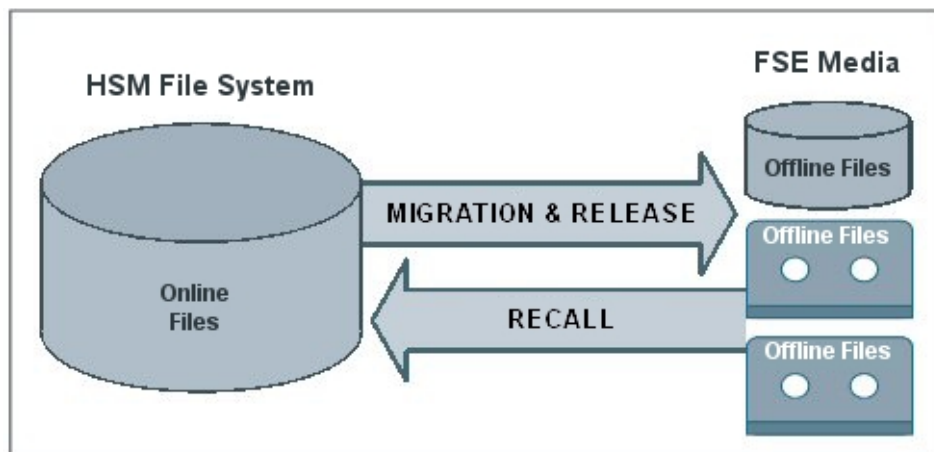 HSM File System
FSE Media
Offline Files
MIGRATION & RELEASE
Offline Files
Online
Files
RECALL
Offline Files